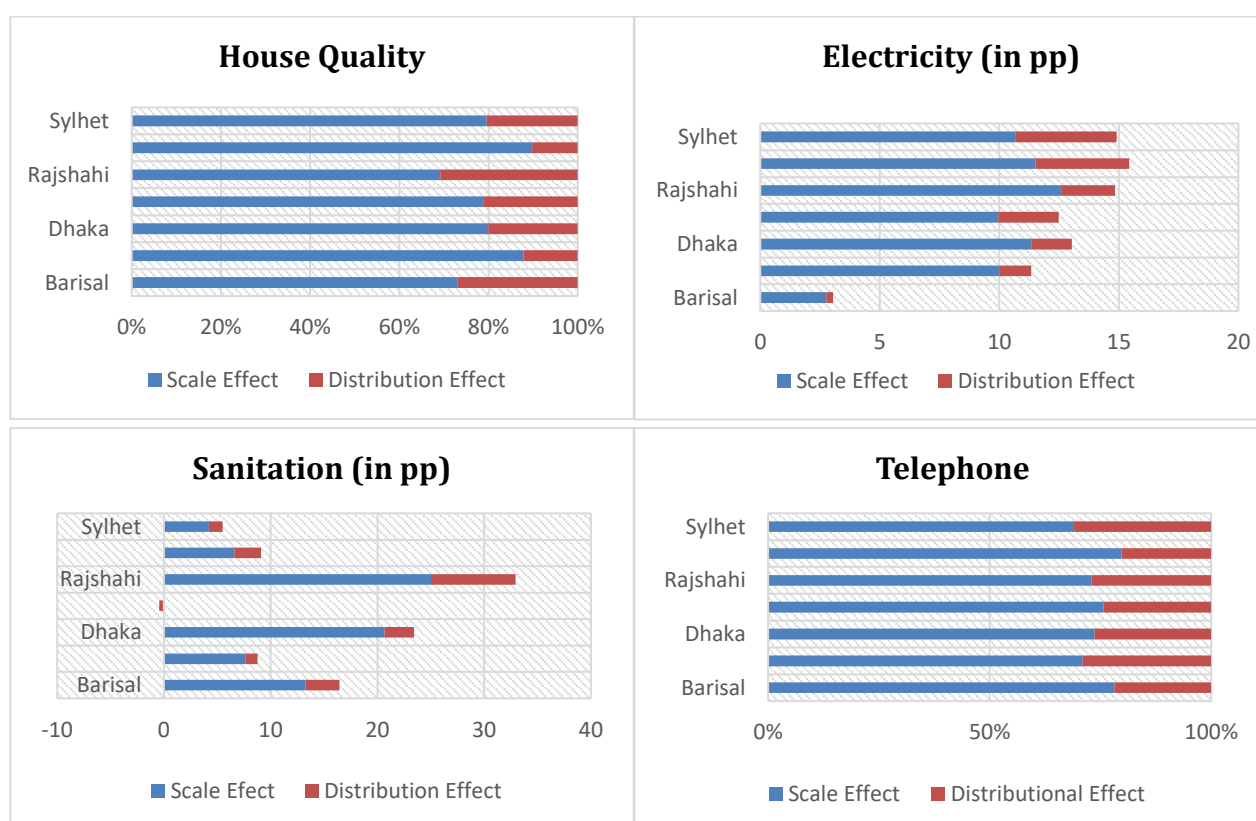 House Quality
Sylhet
Rajshahi
Dhaka
Barisal
0% 20% 40% 60% 80% 100%
Scale Effect Distribution Effect
Electricity (in pp)
Sylhet
Rajshahi
Dhaka
Barisal
0 5 10 15 20
Scale Effect Distribution Effect
Sanitation (in pp)
Sylhet
Rajshahi
Dhaka
Barisal
-10 0 10 20 30 40
Scale Efect Distribution Effect
Telephone
Sylhet
Rajshahi
Dhaka
Barisal
0% 50% 100%
Scale Effect Distributional Effect